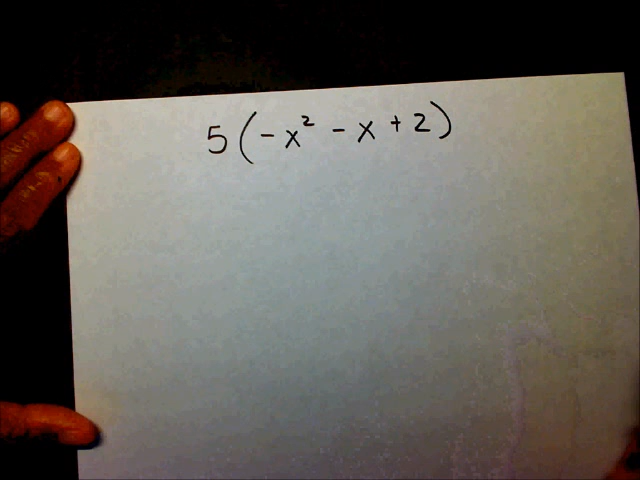 5(-x² - x + 2)